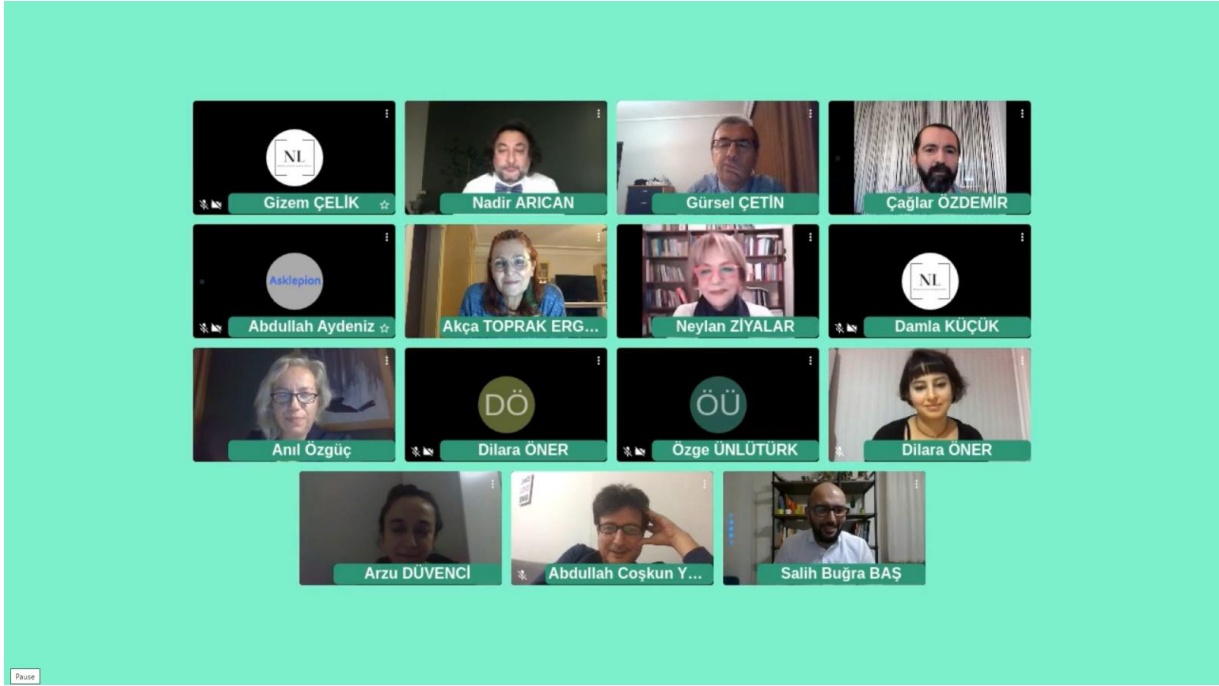 NL
Gizem ÇELİK
Nadir ARICAN
Gürsel ÇETİN
Çağlar ÖZDEMİR
Asklepion
Abdullah Aydeniz
Akça TOPRAK ERG...
Neylan ZİYALAR
NL
Damla KÜÇÜK
Anıl Özgüç
DÖ
Dilara ÖNER
ÖÜ
Özge ÜNLÜTÜRK
Dilara ÖNER
Arzu DÜVENCİ
Abdullah Coşkun Y...
Salih Buğra BAŞ
Pause